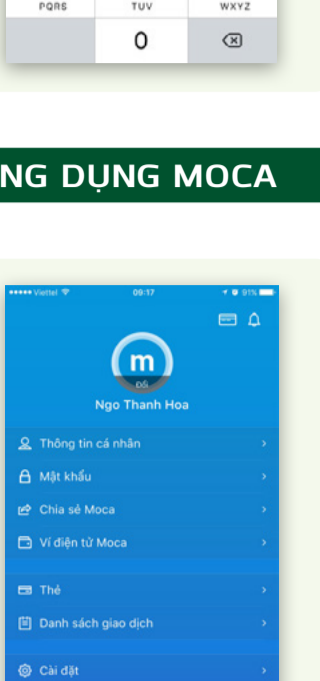 PQRS TUV WXYZ
0
NG DỤNG MOCA
Viettel 09:17 91%
m
ĐỔI
Ngo Thanh Hoa
Thông tin cá nhân
Mật khẩu
Chia sẻ Moca
Ví điện tử Moca
Thẻ
Danh sách giao dịch
Cài đặt